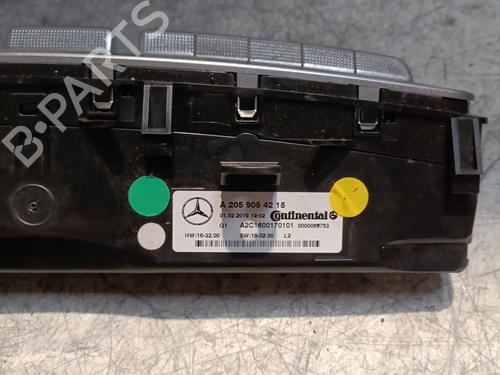 B-PARTS
A 205 905 42 15
01.02.2019 19:02 Continental
G1 A2C1600170101 0000068753
HW:16-32.00 SW:18-02.00 L2